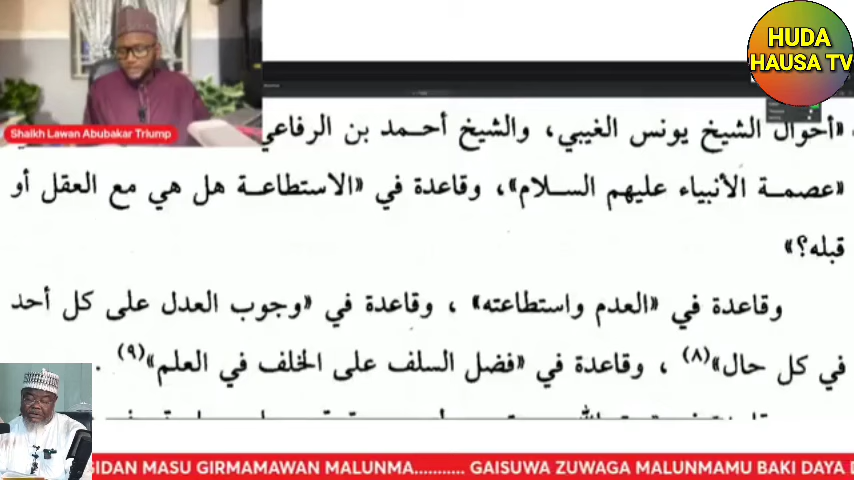 HUDA
HAUSA TV
Shaikh Lawan Abubakar Triump
«أحوال الشيخ يونس الغيبي، والشيخ أحمد بن الرفاعي
«عصمة الأنبياء عليهم السلام»، وقاعدة في «الاستطاعة هل هي مع العقل أو
قبله؟»
وقاعدة في «العدم واستطاعته» ، وقاعدة في «وجوب العدل على كل أحد
في كل حال»(٨) ، وقاعدة في «فضل السلف على الخلف في العلم»(٩) .
SIDAN MASU GIRMAMAWAN MALUNMA........... GAISUWA ZUWAGA MALUNMAMU BAKI DAYA